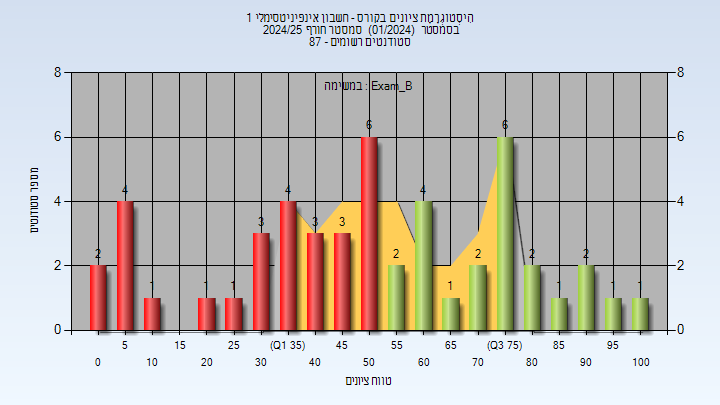 היסטוגרמת ציונים בקורס - חשבון אינפיניטסימלי 1
בסמסטר (01/2024) סמסטר חורף 2024/25
סטודנטים רשומים - 87
במשימה : Exam_B
8 8
6 6
4 4
2 2
0 0
מספר סטודנטים
2 4 1 1 1 3 4 3 3 6 2 4 1 2 6 2 1 2 1 1
5 15 25 (Q1 35) 45 55 65 (Q3 75) 85 95
0 10 20 30 40 50 60 70 80 90 100
טווח ציונים